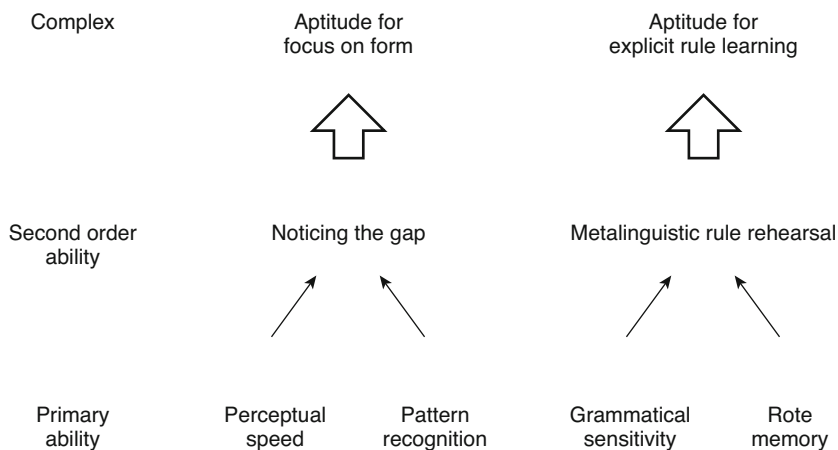 Complex
Aptitude for
focus on form
Aptitude for
explicit rule learning
Second order
ability
Noticing the gap
Metalinguistic rule rehearsal
Primary
ability
Perceptual
speed
Pattern
recognition
Grammatical
sensitivity
Rote
memory